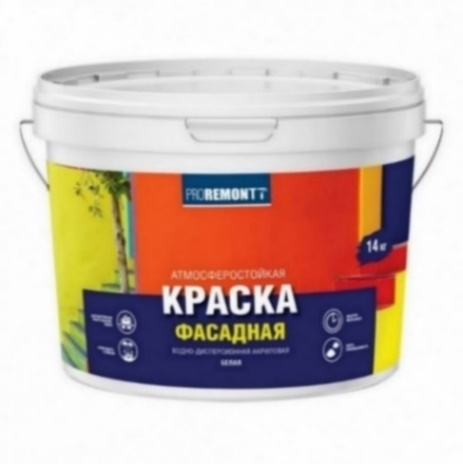 PROREMONTT
14 КГ
АТМОСФЕРОСТОЙКАЯ
КРАСКА
ФАСАДНАЯ
ВОДНО-ДИСПЕРСИОННАЯ АКРИЛОВАЯ
БЕЛАЯ